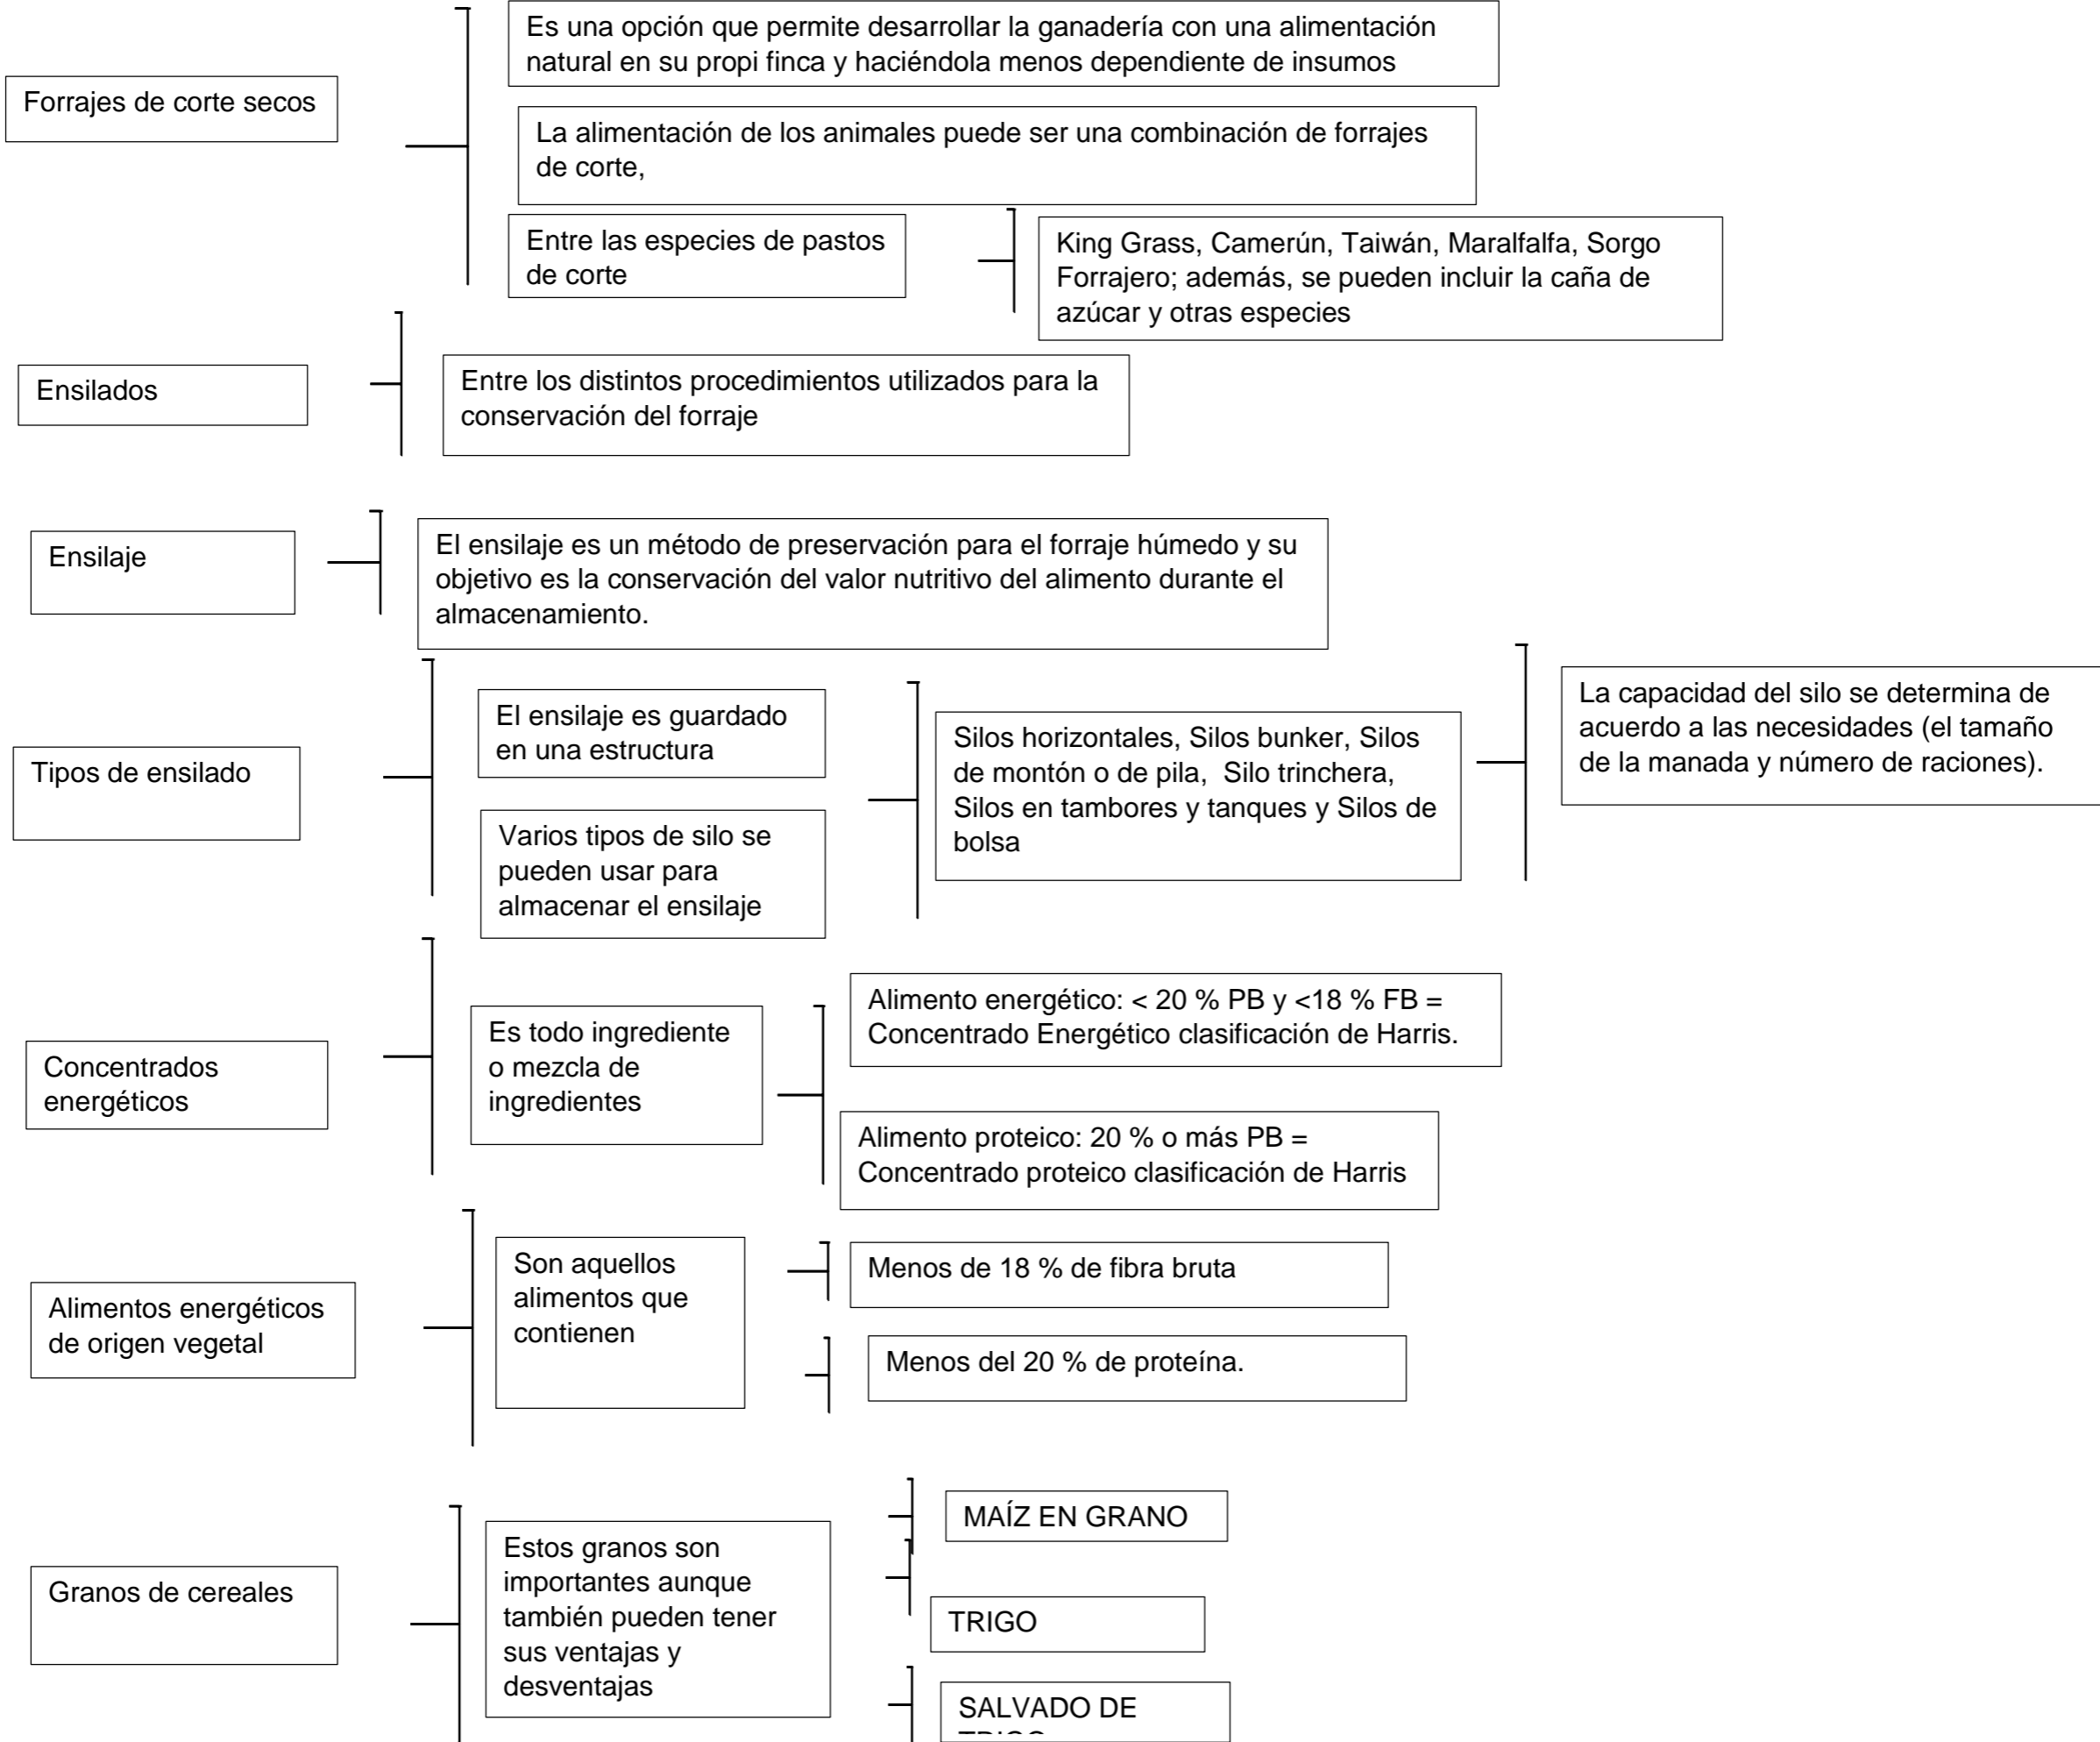 Forrajes de corte secos
Es una opción que permite desarrollar la ganadería con una alimentación
natural en su propi finca y haciéndola menos dependiente de insumos
La alimentación de los animales puede ser una combinación de forrajes
de corte,
Entre las especies de pastos
de corte
King Grass, Camerún, Taiwán, Maralfalfa, Sorgo
Forrajero; además, se pueden incluir la caña de
azúcar y otras especies
Ensilados
Entre los distintos procedimientos utilizados para la
conservación del forraje
Ensilaje
El ensilaje es un método de preservación para el forraje húmedo y su
objetivo es la conservación del valor nutritivo del alimento durante el
almacenamiento.
Tipos de ensilado
El ensilaje es guardado
en una estructura
Varios tipos de silo se
pueden usar para
almacenar el ensilaje
Silos horizontales, Silos bunker, Silos
de montón o de pila,  Silo trinchera,
Silos en tambores y tanques y Silos de
bolsa
La capacidad del silo se determina de
acuerdo a las necesidades (el tamaño
de la manada y número de raciones).
Concentrados
energéticos
Es todo ingrediente
o mezcla de
ingredientes
Alimento energético: < 20 % PB y <18 % FB =
Concentrado Energético clasificación de Harris.
Alimento proteico: 20 % o más PB =
Concentrado proteico clasificación de Harris
Alimentos energéticos
de origen vegetal
Son aquellos
alimentos que
contienen
Menos de 18 % de fibra bruta
Menos del 20 % de proteína.
Granos de cereales
Estos granos son
importantes aunque
también pueden tener
sus ventajas y
desventajas
MAÍZ EN GRANO
TRIGO
SALVADO DE